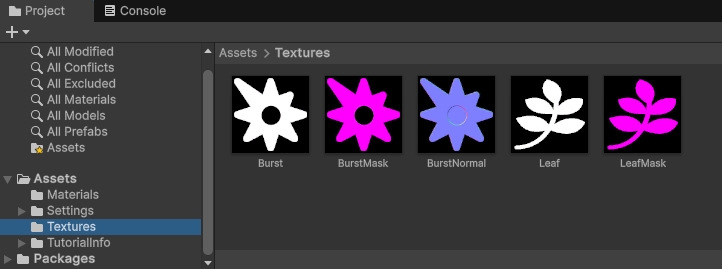 Project
Console
All Modified
All Conflicts
All Excluded
All Materials
All Models
All Prefabs
Assets
Assets
Materials
Settings
Textures
TutorialInfo
Packages
Assets > Textures
Burst
BurstMask
BurstNormal
Leaf
LeafMask